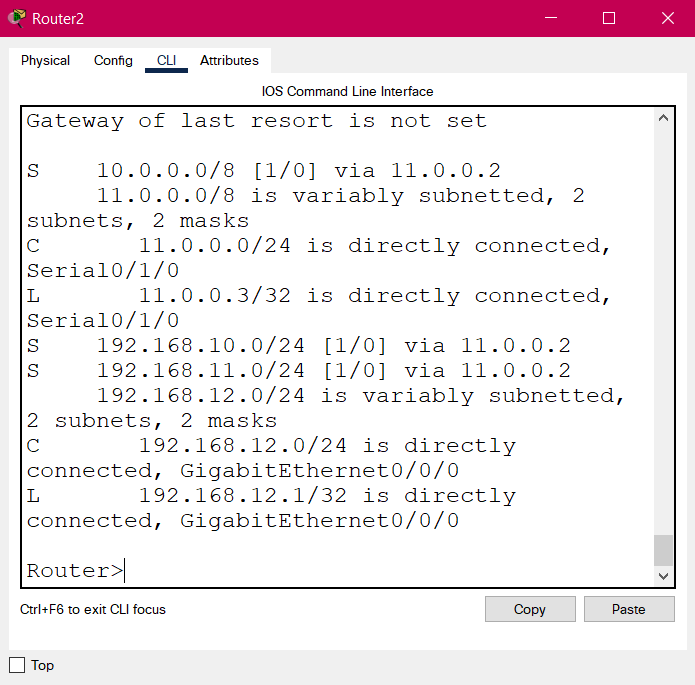 Router2
Physical Config CLI Attributes
IOS Command Line Interface
Gateway of last resort is not set
S    10.0.0.0/8 [1/0] via 11.0.0.2
     11.0.0.0/8 is variably subnetted, 2
subnets, 2 masks
C       11.0.0.0/24 is directly connected,
Serial0/1/0
L       11.0.0.3/32 is directly connected,
Serial0/1/0
S    192.168.10.0/24 [1/0] via 11.0.0.2
S    192.168.11.0/24 [1/0] via 11.0.0.2
     192.168.12.0/24 is variably subnetted,
2 subnets, 2 masks
C       192.168.12.0/24 is directly
connected, GigabitEthernet0/0/0
L       192.168.12.1/32 is directly
connected, GigabitEthernet0/0/0
Router>
Ctrl+F6 to exit CLI focus
Copy Paste
Top